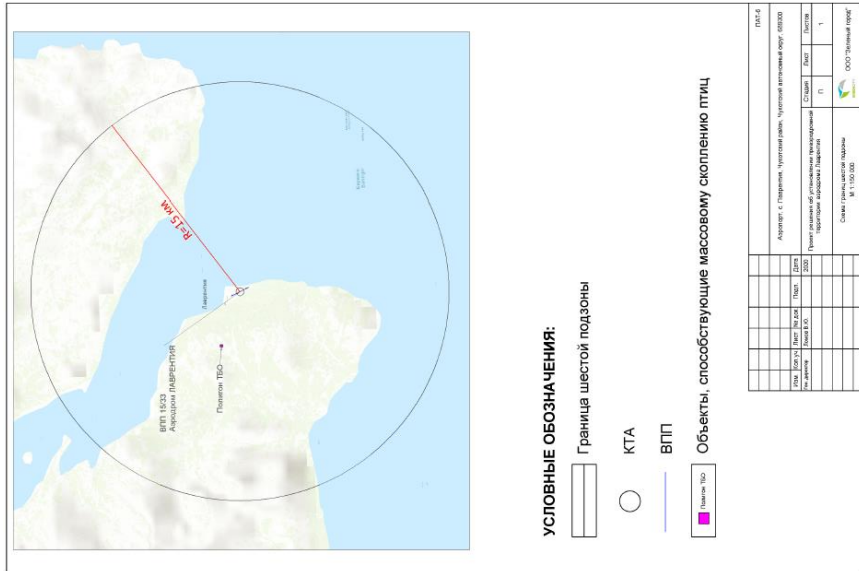 R=15 км
Лаврентия
ВПП 15/33
Аэродром ЛАВРЕНТИЯ
Полигон ТБО
УСЛОВНЫЕ ОБОЗНАЧЕНИЯ:
Граница шестой подзоны
КТА
ВПП
Полигон ТБО
Объекты, способствующие массовому скоплению птиц
ПАТ-6
Аэропорт, с. Лаврентия, Чукотский район, Чукотский автономный округ, 689300
Изм. Кол.уч Лист № док. Подп. Дата
Ген. директор
2020
Проект решения об установлении приаэродромной
территории аэродрома Лаврентия
Стадия Лист Листов
П 1
Схема границ шестой подзоны
М 1:150 000
ООО "Зеленый город"